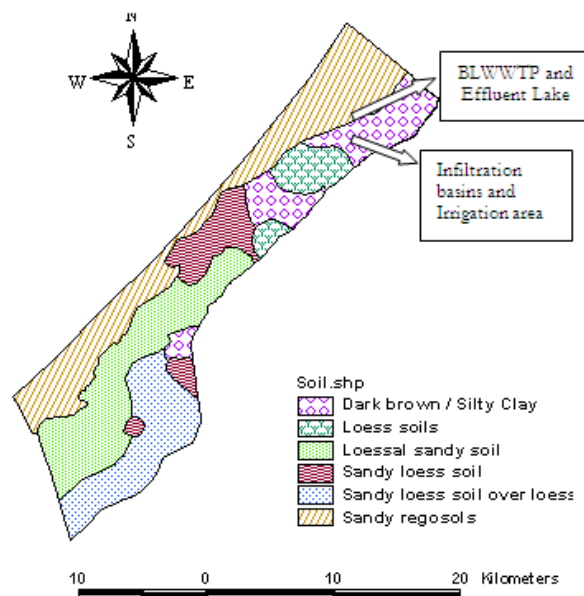 N
W E
S
BLWWTP and
Effluent Lake
Infiltration
basins and
Irrigation area
Soil.shp
Dark brown / Silty Clay
Loess soils
Loessal sandy soil
Sandy loess soil
Sandy loess soil over loess
Sandy regosols
10 0 10 20 Kilometers